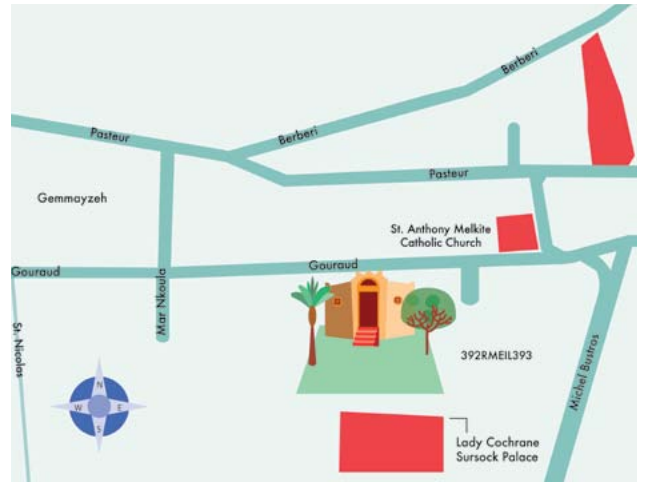 Berberi
Berberi
Pasteur
Pasteur
Gemmayzeh
St. Anthony Melkite
Catholic Church
Gouraud
Gouraud
Mar Nkoula
St. Nicolas
392RMEIL393
Michel Bustros
N
W E
S
Lady Cochrane
Sursock Palace